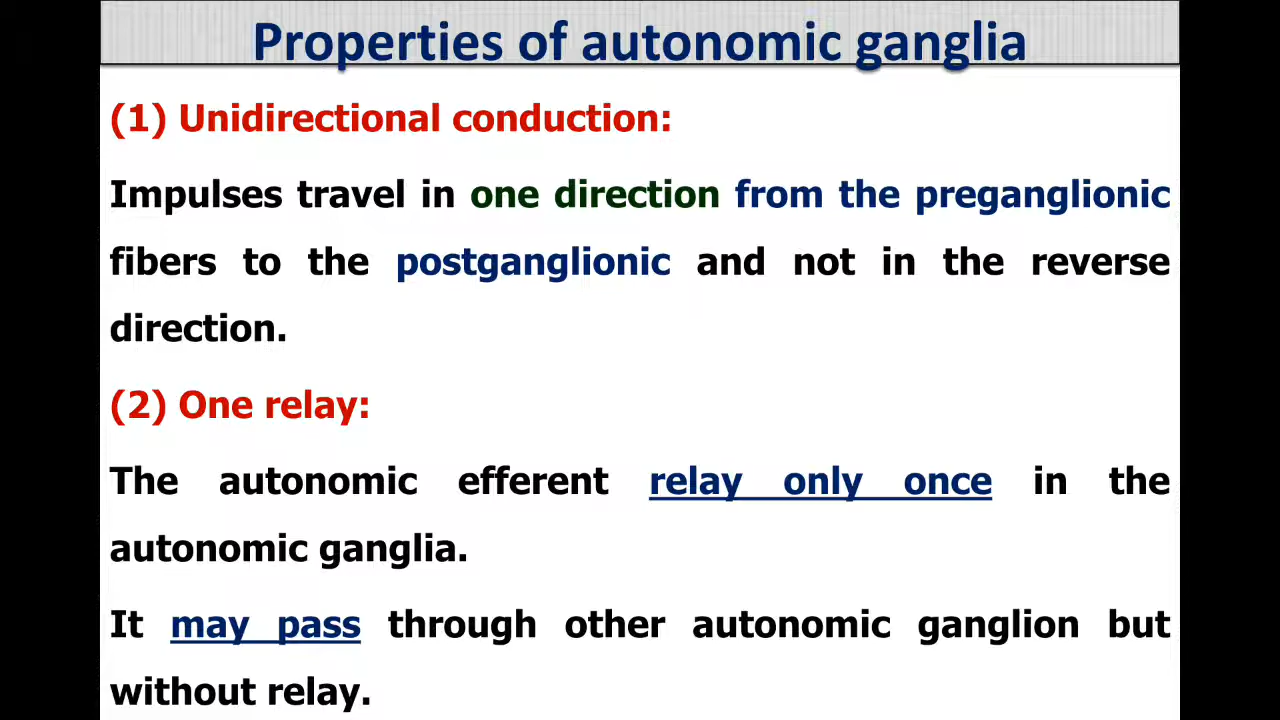 Properties of autonomic ganglia
(1) Unidirectional conduction:
Impulses travel in one direction from the preganglionic
fibers to the postganglionic and not in the reverse
direction.
(2) One relay:
The autonomic efferent relay only once in the
autonomic ganglia.
It may pass through other autonomic ganglion but
without relay.